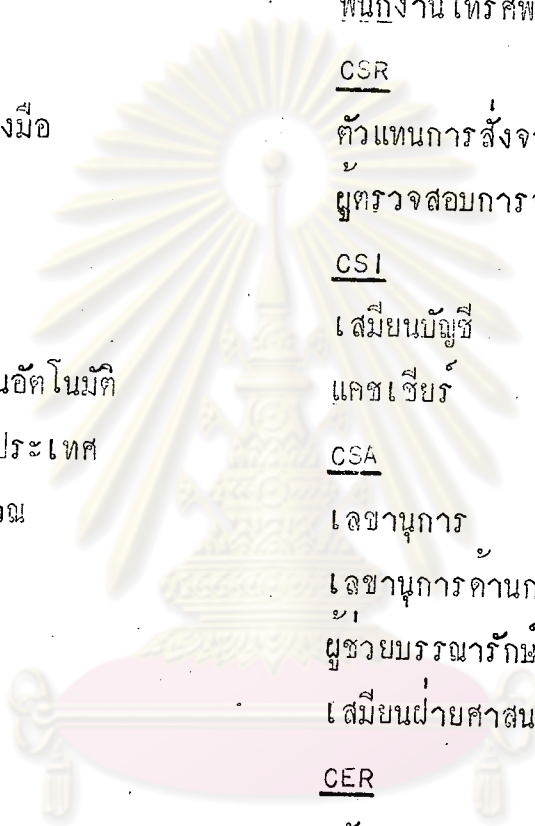 พนักงานโทรศัพ
CSR
งมือ
ตัวแทนการสั่งจ
ผู้ตรวจสอบการ
CSI
เสมียนบัญชี
นอัตโนมัติ
แคชเชียร์
ประเทศ
CSA
วณ
เลขานุการ
เลขานุการด้าน
ผู้ช่วยบรรณารักษ
เสมียนฝ่ายศาสน
CER